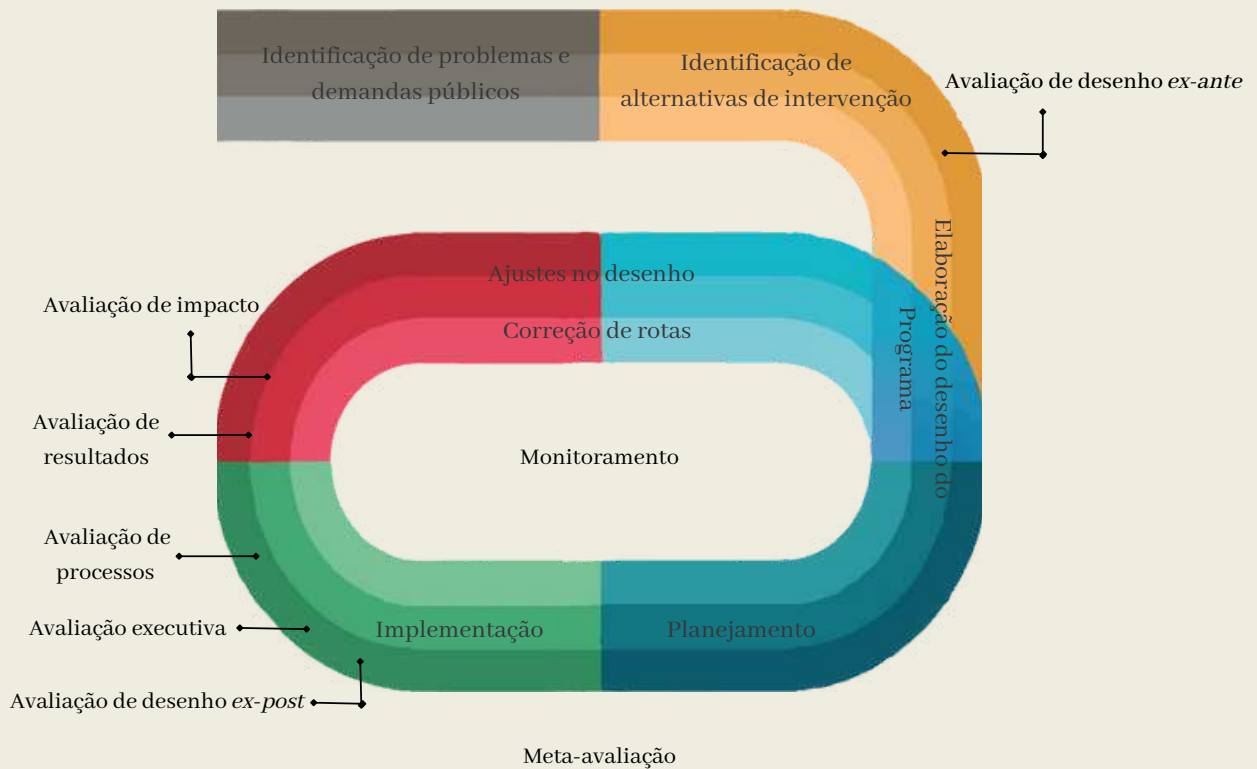 Identificação de problemas e
demandas públicos
Identificação de
alternativas de intervenção
Avaliação de desenho ex-ante
Elaboração do desenho do
Programa
Ajustes no desenho
Correção de rotas
Avaliação de impacto
Avaliação de
resultados
Monitoramento
Avaliação de
processos
Avaliação executiva
Implementação
Planejamento
Avaliação de desenho ex-post
Meta-avaliação